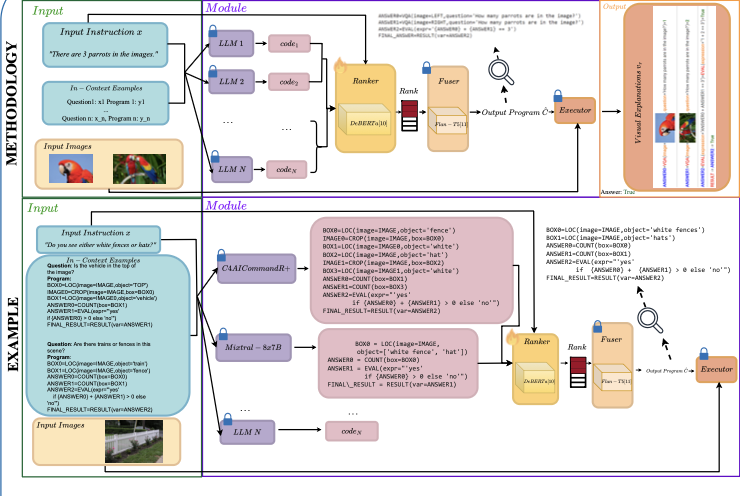 METHODOLOGY
Input
Input Instruction x
"There are 3 parrots in the images."
In-Context Examples
Question1: x1 Program 1: y1
...
Question n: x_n, Program n: y_n
Input Images
Module
LLM 1
code1
LLM 2
code2
...
...
LLM N
codeN
Ranker
DeBERTa[10]
Rank
Fuser
Flan-T5[11]
ANSWER0=VQA(image=LEFT,question='How many parrots are in the image?')
ANSWER1=VQA(image=RIGHT,question='How many parrots are in the image?')
ANSWER2=EVAL(expr='{ANSWER0} + {ANSWER1} == 3')
FINAL_ANSWER=RESULT(var=ANSWER2)
Output Program C̃
Executor
Output
Visual Explanations v,
Answer: True
EXAMPLE
Input
Input Instruction x
"Do you see either white fences or hats?"
In-Context Examples
Question: Is the vehicle in the top of
the image?
Program:
BOX0=LOC(image=IMAGE,object='TOP')
IMAGE0=CROP(image=IMAGE,box=BOX0)
BOX1=LOC(image=IMAGE0,object='vehicle')
ANSWER0=COUNT(box=BOX1)
ANSWER1=EVAL(expr="'yes'
if {ANSWER0} > 0 else 'no'")
FINAL_RESULT=RESULT(var=ANSWER1)
Question: Are there trains or fences in this
scene?
Program:
BOX0=LOC(image=IMAGE,object='train')
BOX1=LOC(image=IMAGE,object='fence')
ANSWER0=COUNT(box=BOX0)
ANSWER1=COUNT(box=BOX1)
ANSWER2=EVAL(expr="'yes'
if {ANSWER0} + {ANSWER1} > 0 else
'no'")
FINAL_RESULT=RESULT(var=ANSWER2)
Input Images
Module
C4AICommandR+
BOX0=LOC(image=IMAGE,object='fence')
IMAGE0=CROP(image=IMAGE,box=BOX0)
BOX1=LOC(image=IMAGE0,object='white')
BOX2=LOC(image=IMAGE,object='hat')
IMAGE1=CROP(image=IMAGE,box=BOX2)
BOX3=LOC(image=IMAGE1,object='white')
ANSWER0=COUNT(box=BOX1)
ANSWER1=COUNT(box=BOX3)
ANSWER2=EVAL(expr="'yes'
if {ANSWER0} + {ANSWER1} > 0 else 'no'")
FINAL_RESULT=RESULT(var=ANSWER2)
Mixtral-8x7B
BOX0 = LOC(image=IMAGE,
object=['white fence', 'hat'])
ANSWER0 = COUNT(box=BOX0)
ANSWER1 = EVAL(expr="'yes'
if {ANSWER0} > 0 else 'no'")
FINAL\_RESULT = RESULT(var=ANSWER1)
...
...
LLM N
codeN
Ranker
DeBERTa[10]
Rank
Fuser
Flan-T5[11]
BOX0=LOC(image=IMAGE,object='white fences')
BOX1=LOC(image=IMAGE,object='hats')
ANSWER0=COUNT(box=BOX0)
ANSWER1=COUNT(box=BOX1)
ANSWER2=EVAL(expr="'yes'
if {ANSWER0} + {ANSWER1} > 0 else 'no'")
FINAL_RESULT=RESULT(var=ANSWER2)
Output Program C̃
Executor